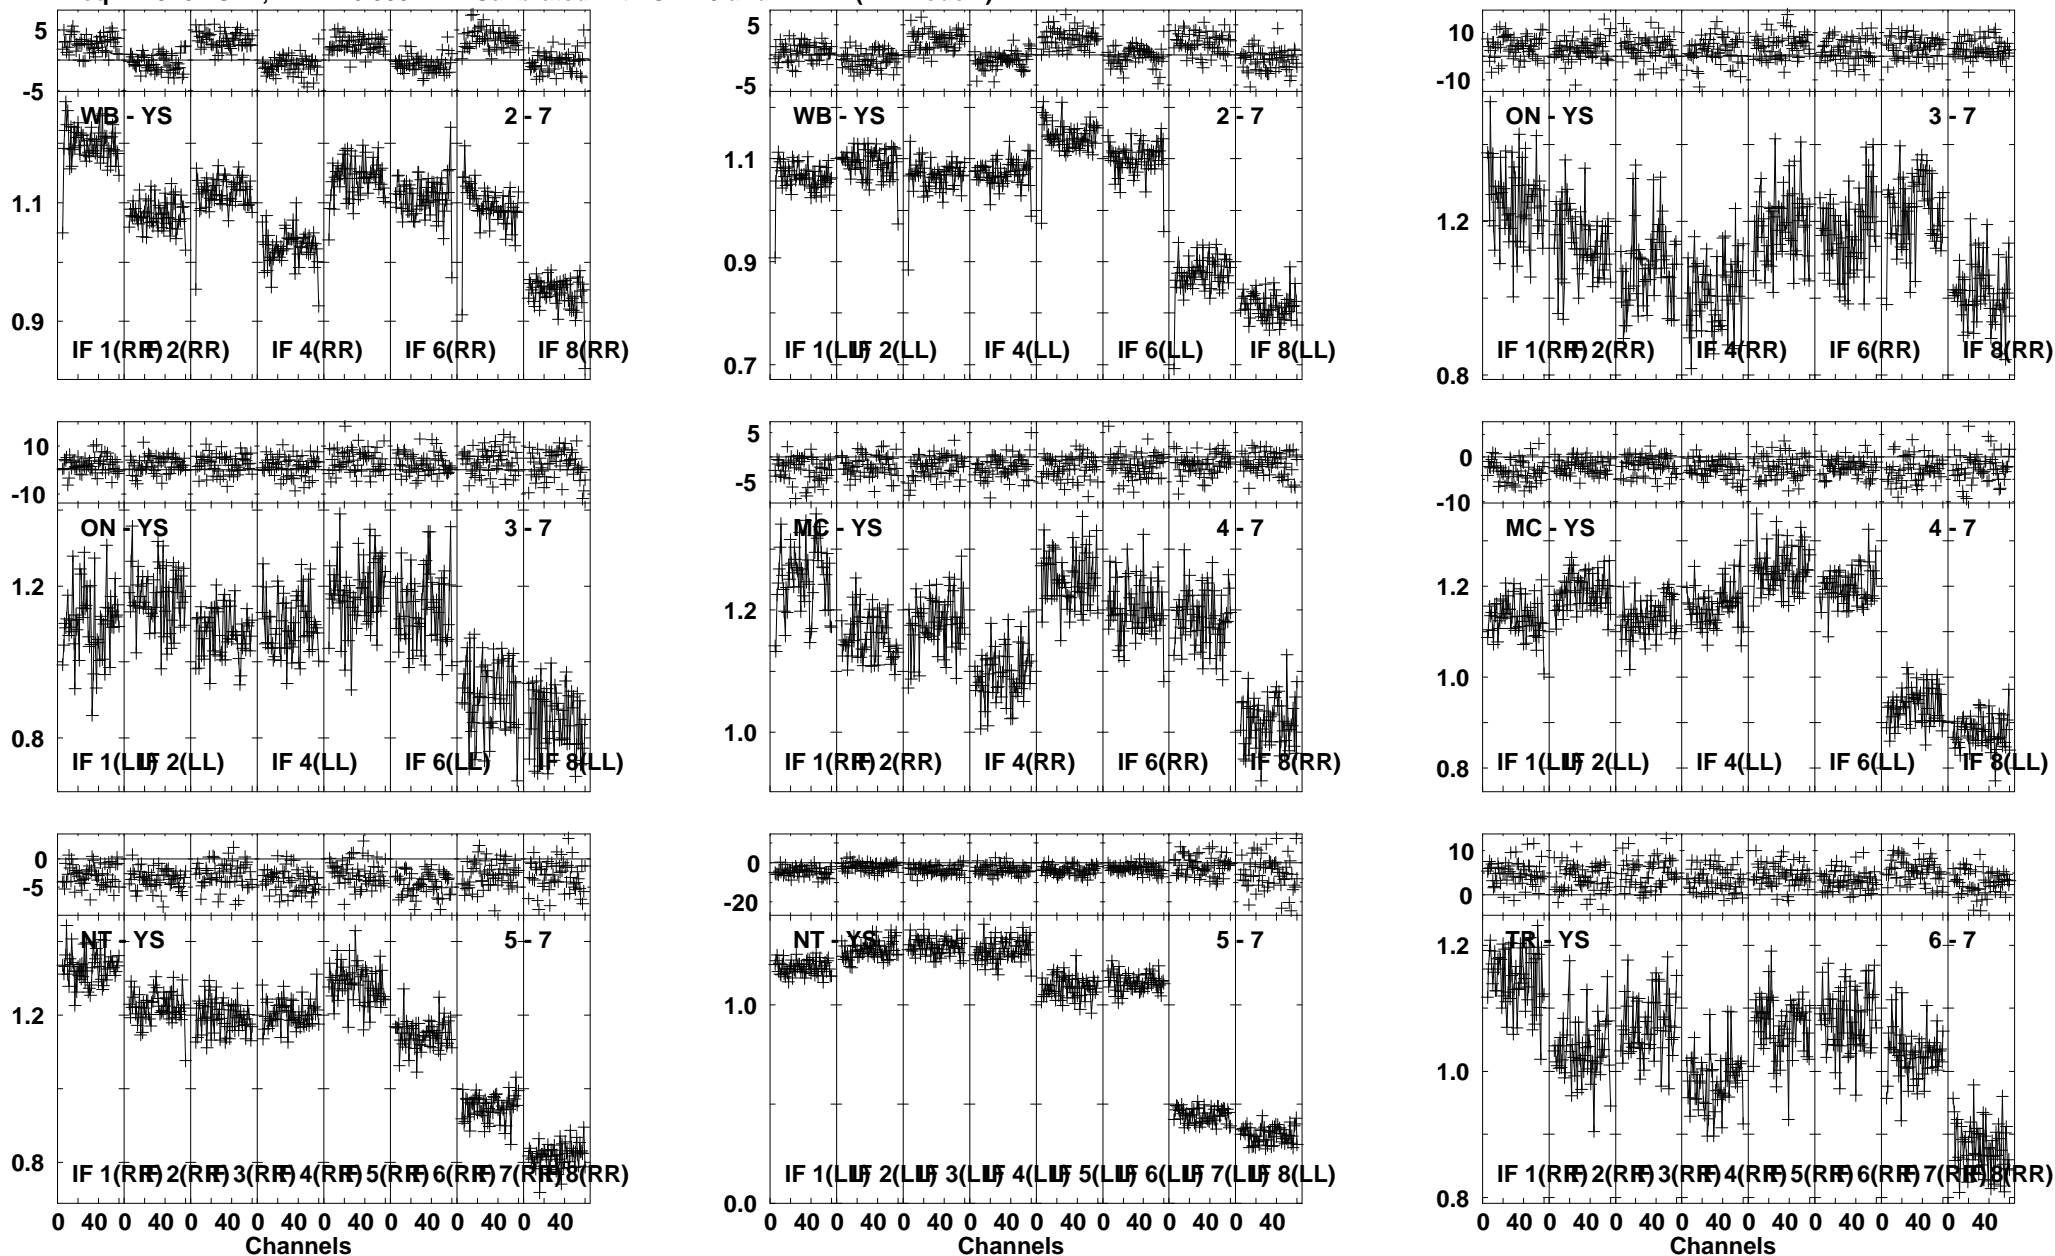 5
-5
WB - YS 2 - 7
1.1
0.9
IF 1(RR) IF 2(RR) IF 4(RR) IF 6(RR) IF 8(RR)
5
-5
WB - YS 2 - 7
1.1
0.9
0.7
IF 1(LL) IF 2(LL) IF 4(LL) IF 6(LL) IF 8(LL)
10
-10
ON - YS 3 - 7
1.2
0.8
IF 1(RR) IF 2(RR) IF 4(RR) IF 6(RR) IF 8(RR)
10
-10
ON - YS 3 - 7
1.2
0.8
IF 1(LL) IF 2(LL) IF 4(LL) IF 6(LL) IF 8(LL)
5
-5
MC - YS 4 - 7
1.2
1.0
IF 1(RR) IF 2(RR) IF 4(RR) IF 6(RR) IF 8(RR)
0
-10
MC - YS 4 - 7
1.2
1.0
0.8
IF 1(LL) IF 2(LL) IF 4(LL) IF 6(LL) IF 8(LL)
0
-5
NT - YS 5 - 7
1.2
0.8
IF 1(RR) IF 2(RR) IF 3(RR) IF 4(RR) IF 5(RR) IF 6(RR) IF 7(RR) IF 8(RR)
0 40 0 40 0 40 0 40 0 40 0 40 0 40 0 40
Channels
0
-20
NT - YS 5 - 7
1.0
0.0
IF 1(LL) IF 2(LL) IF 3(LL) IF 4(LL) IF 5(LL) IF 6(LL) IF 7(LL) IF 8(LL)
0 40 0 40 0 40 0 40 0 40 0 40 0 40 0 40
Channels
10
0
TR - YS 6 - 7
1.2
1.0
0.8
IF 1(RR) IF 2(RR) IF 3(RR) IF 4(RR) IF 5(RR) IF 6(RR) IF 7(RR) IF 8(RR)
0 40 0 40 0 40 0 40 0 40 0 40 0 40 0 40
Channels